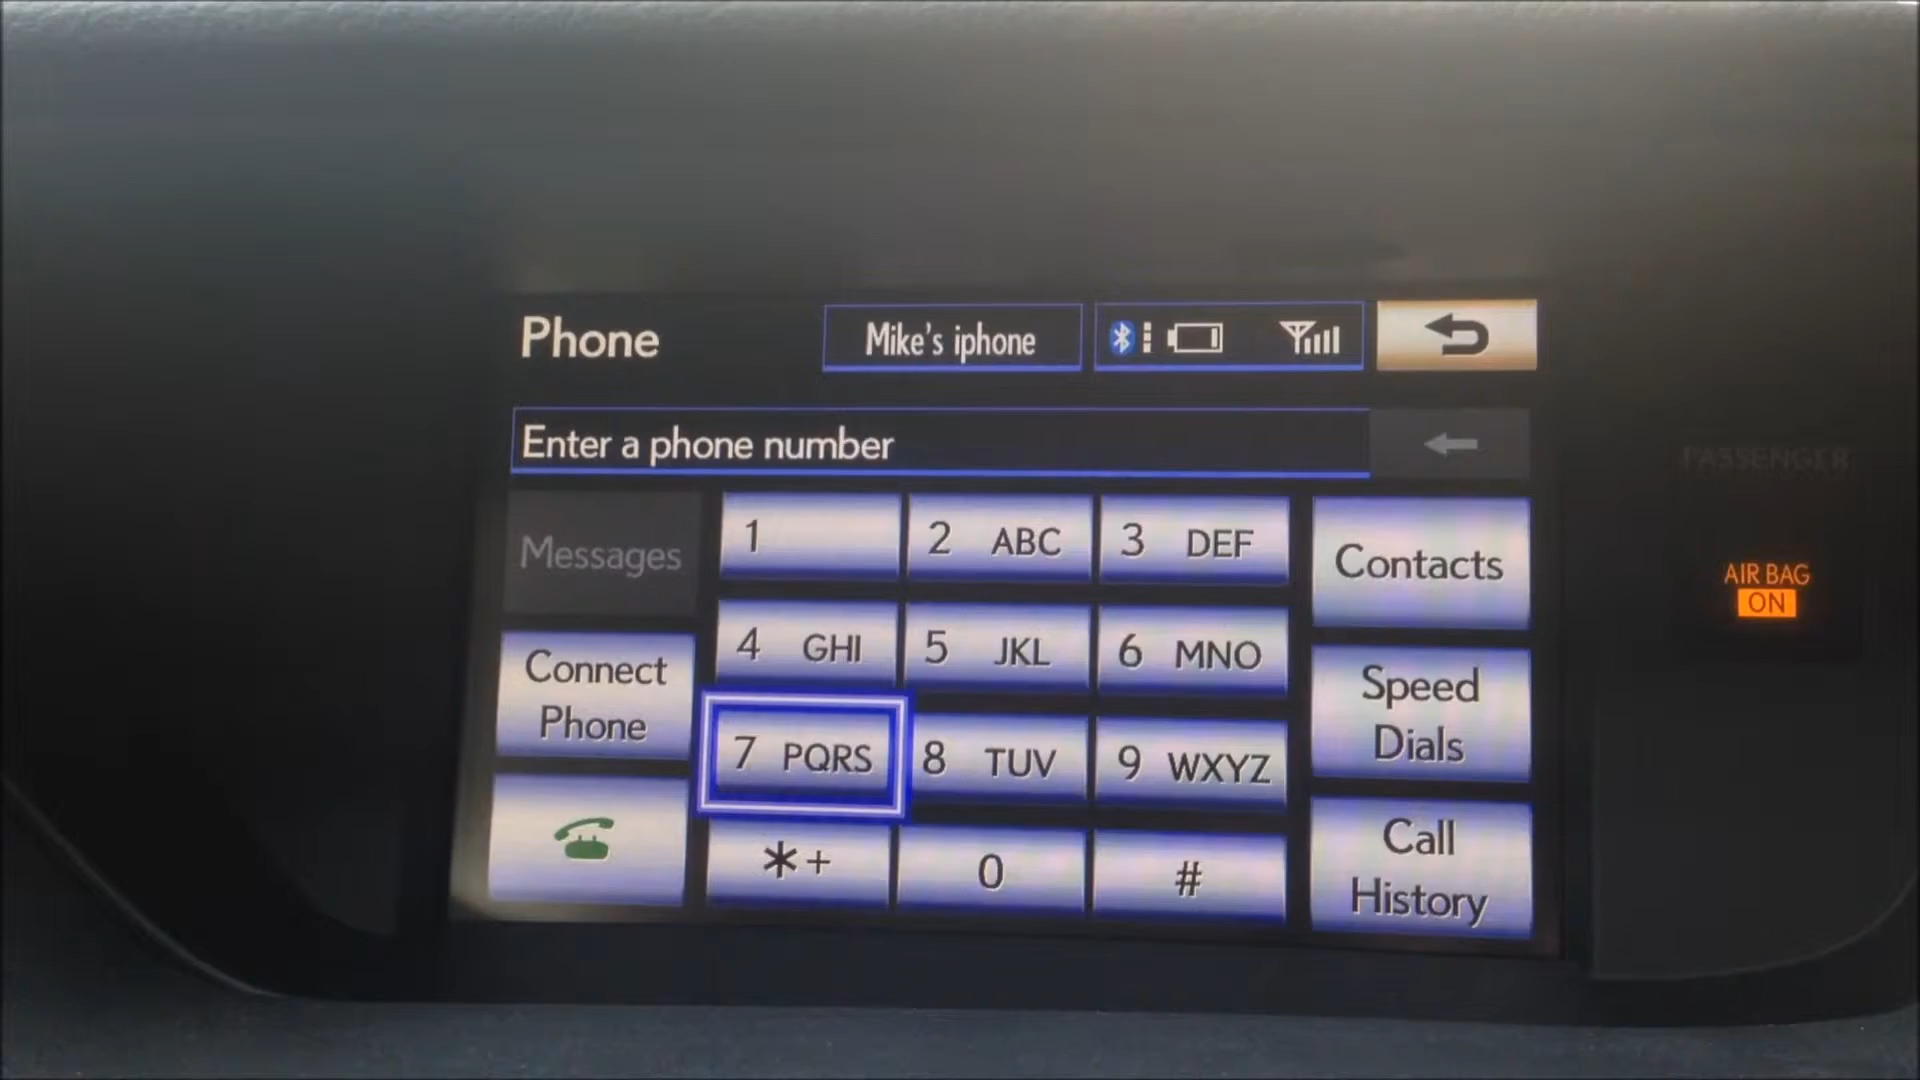 Phone
Mike's iphone
Enter a phone number
Messages
1
2 ABC
3 DEF
Contacts
4 GHI
5 JKL
6 MNO
Connect
Phone
Speed
Dials
7 PQRS
8 TUV
9 WXYZ
*+
0
#
Call
History
PASSENGER
AIR BAG
ON